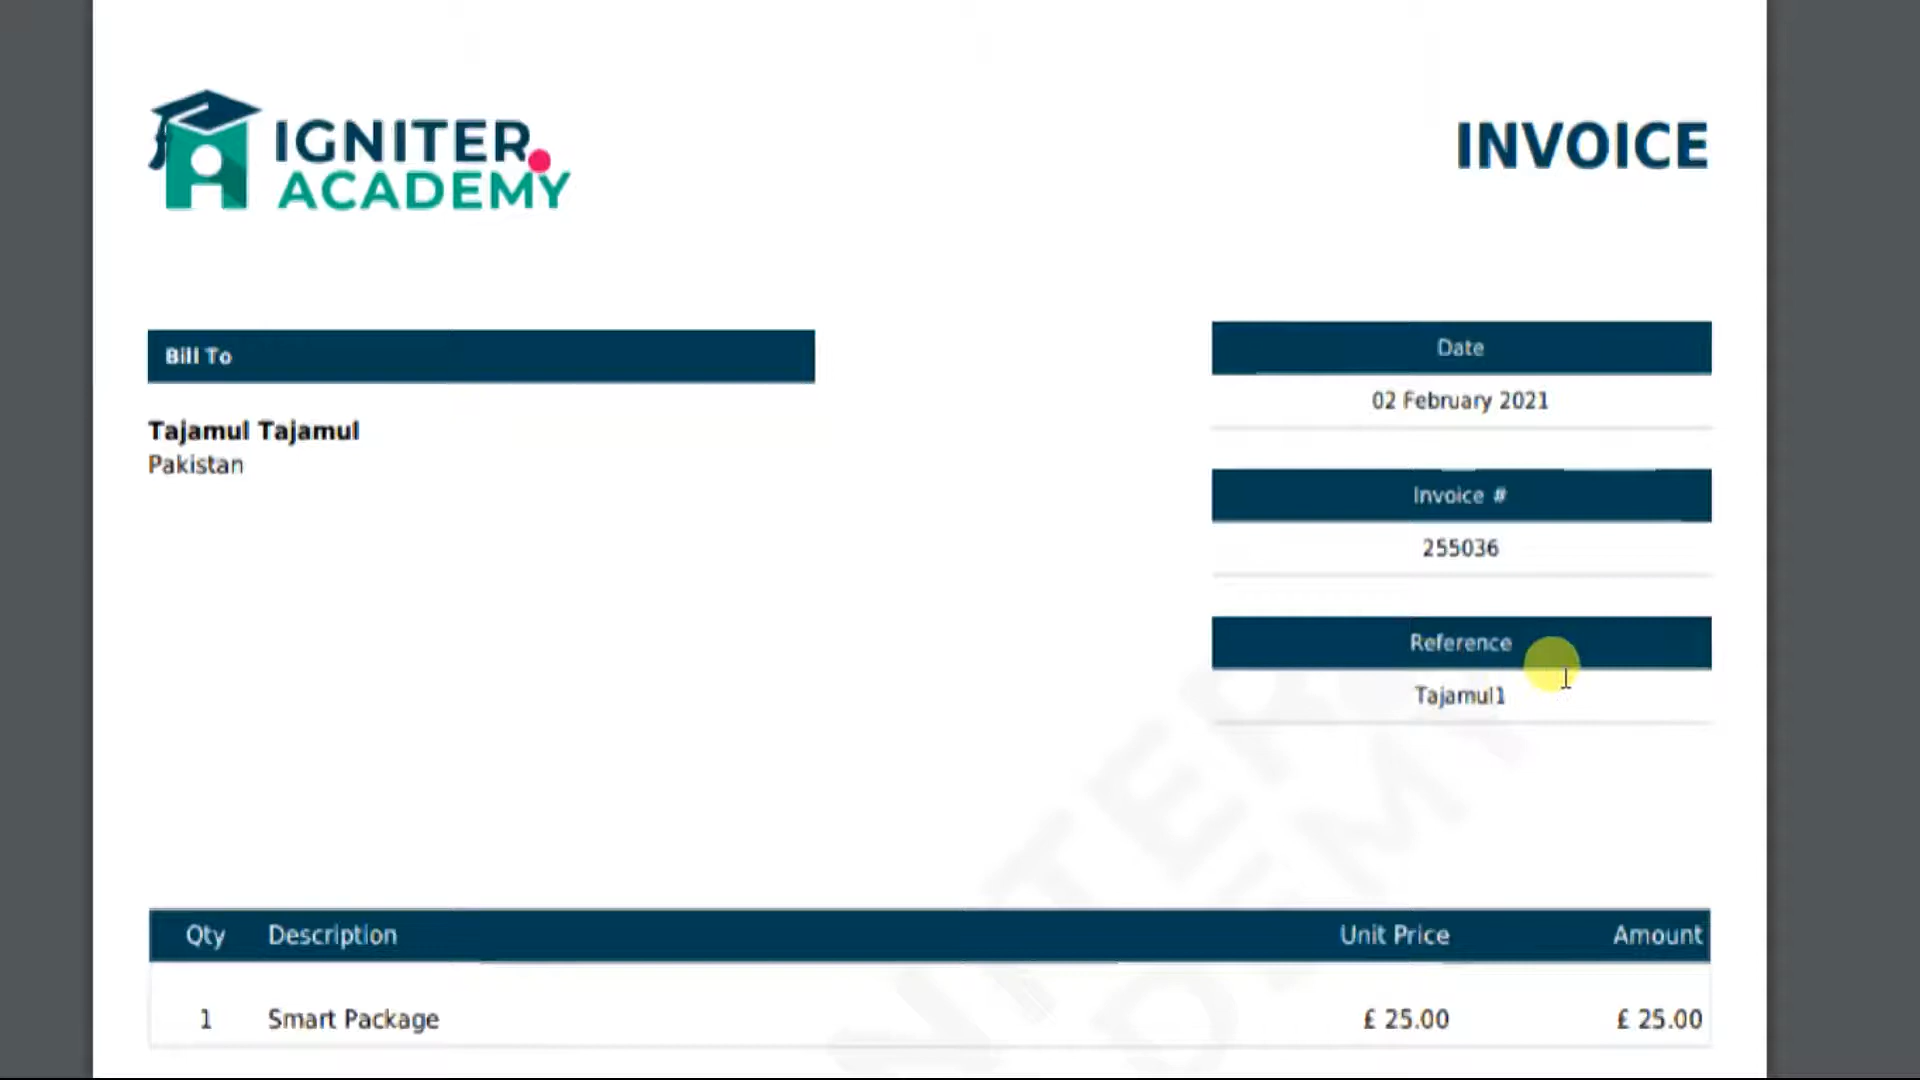 IGNITER
ACADEMY
INVOICE
Bill To
Tajamul Tajamul
Pakistan
Date
02 February 2021
Invoice #
255036
Reference
Tajamul1
Qty Description Unit Price Amount
1 Smart Package £ 25.00 £ 25.00